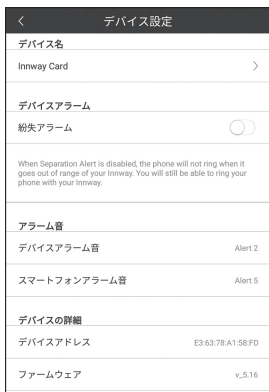 デバイス設定
デバイス名
Innway Card
デバイスアラーム
紛失アラーム
When Separation Alert is disabled, the phone will not ring when it
goes out of range of your Innway. You will still be able to ring your
phone with your Innway.
アラーム音
デバイスアラーム音 Alert 2
スマートフォンアラーム音 Alert 5
デバイスの詳細
デバイスアドレス E3:63:78:A1:58:FD
ファームウェア v_5.16